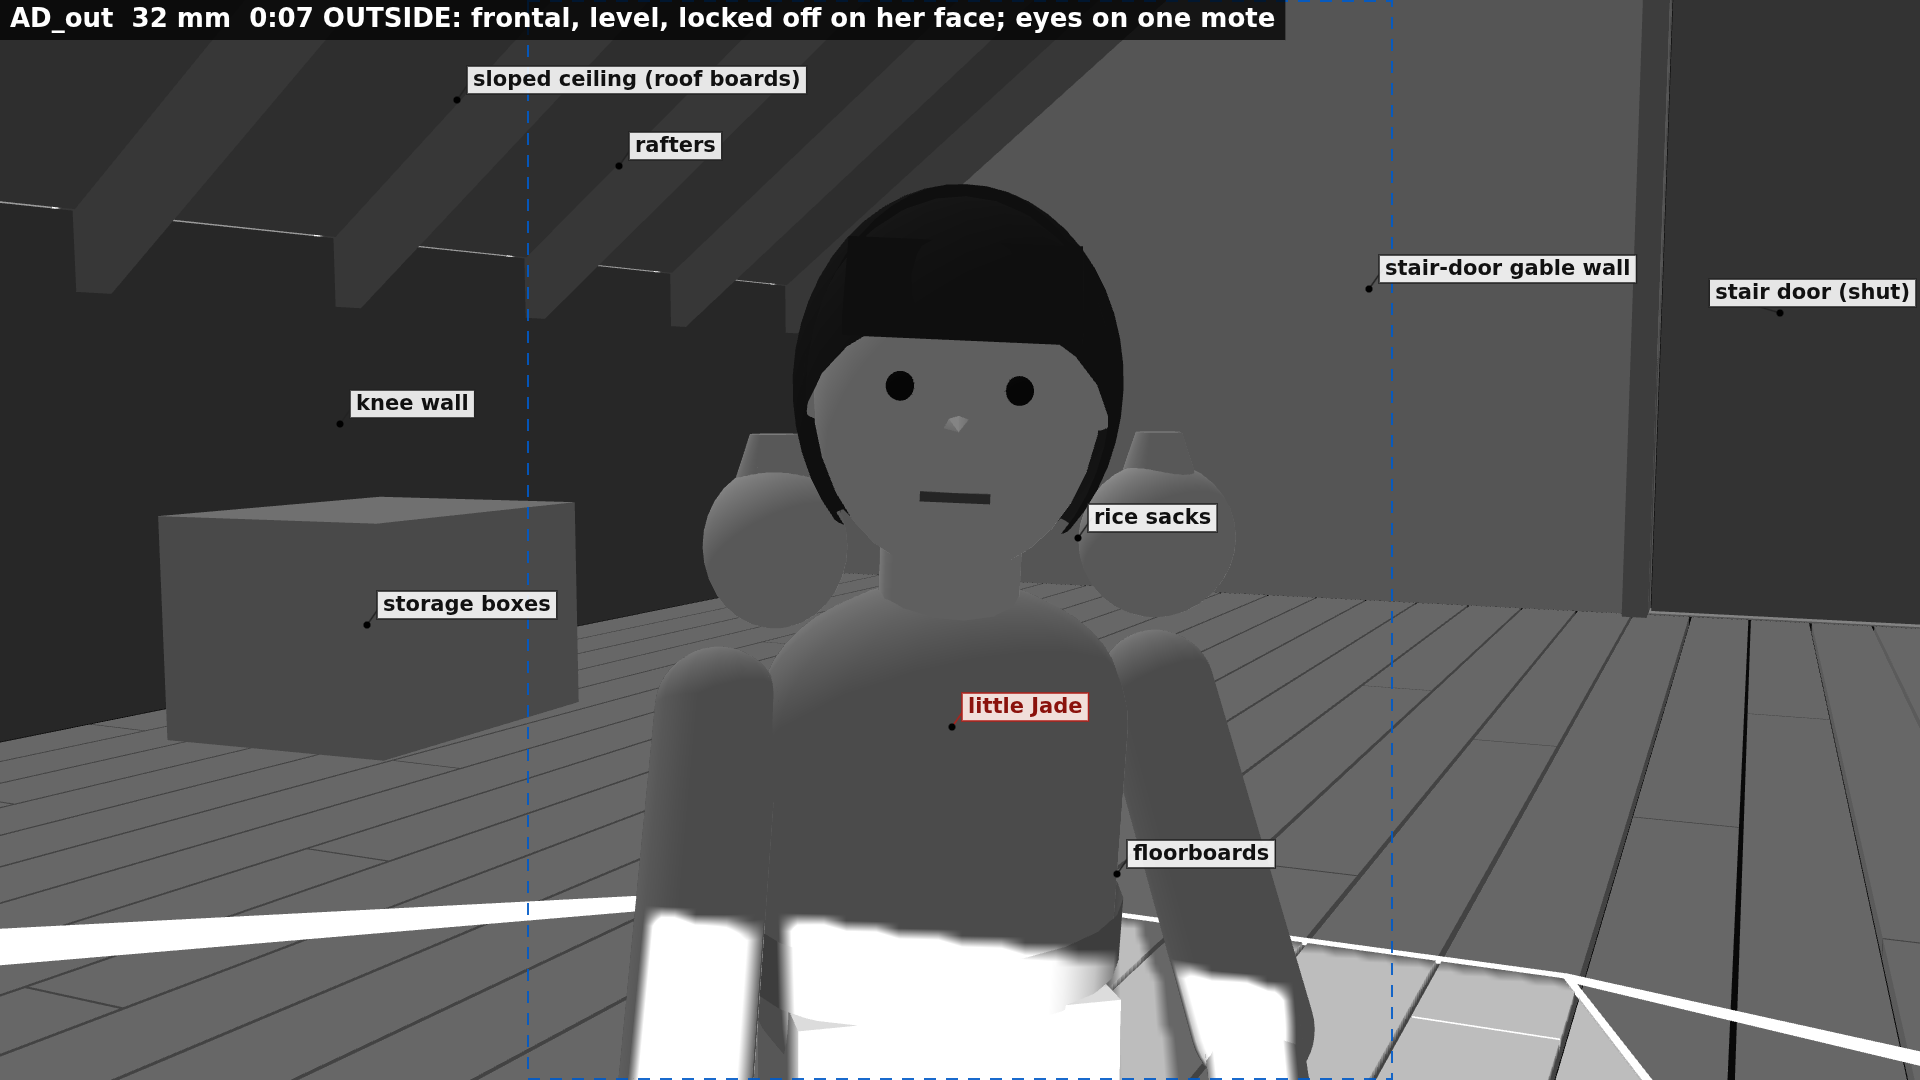 AD_out 32 mm 0:07 OUTSIDE: frontal, level, locked off on her face; eyes on one mote
sloped ceiling (roof boards)
rafters
stair-door gable wall
stair door (shut)
knee wall
rice sacks
storage boxes
little Jade
floorboards